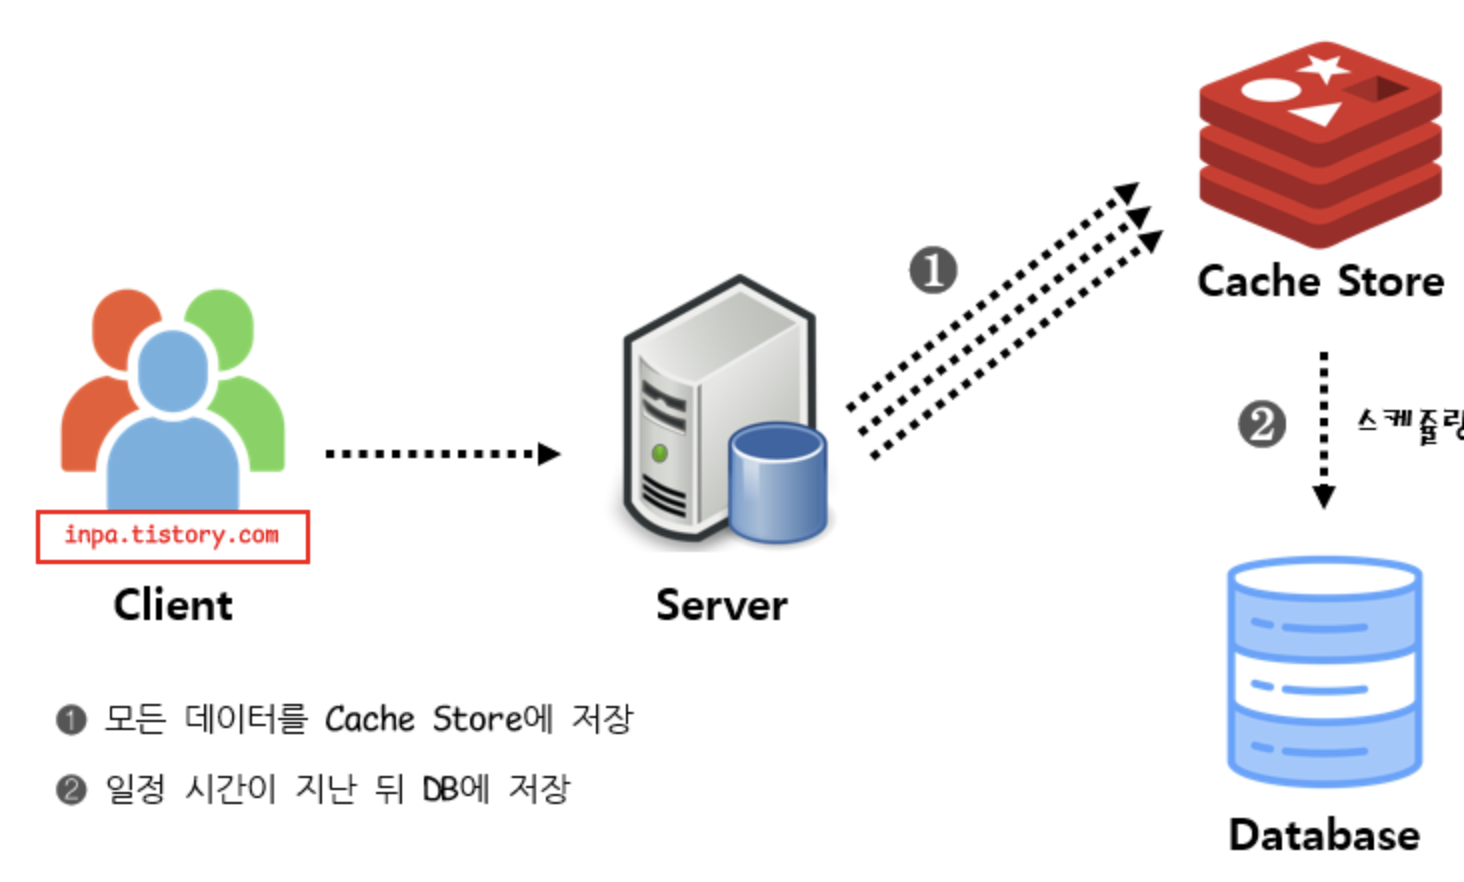 Cache Store
❶
❷
스케쥴링
inpa.tistory.com
Client
Server
❶ 모든 데이터를 Cache Store에 저장
❷ 일정 시간이 지난 뒤 DB에 저장
Database